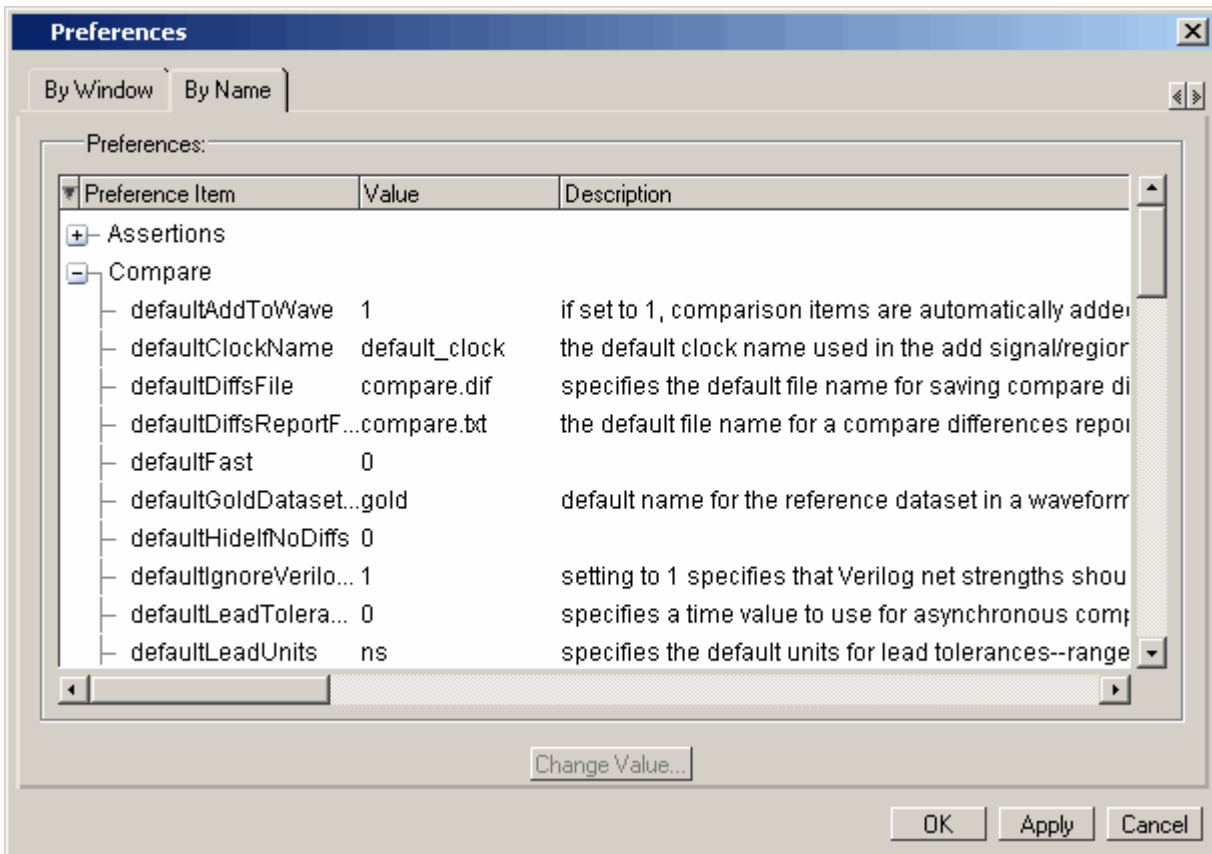 Preferences
By Window By Name
Preferences:
Preference Item Value Description
Assertions
Compare
defaultAddToWave 1 if set to 1, comparison items are automatically adde
defaultClockName default_clock the default clock name used in the add signal/region
defaultDiffsFile compare.dif specifies the default file name for saving compare di
defaultDiffsReportF...compare.txt the default file name for a compare differences repor
defaultFast 0
defaultGoldDataset...gold default name for the reference dataset in a waveform
defaultHideIfNoDiffs 0
defaultIgnoreVerilo... 1 setting to 1 specifies that Verilog net strengths shou
defaultLeadTolera... 0 specifies a time value to use for asynchronous comp
defaultLeadUnits ns specifies the default units for lead tolerances--range
Change Value...
OK Apply Cancel